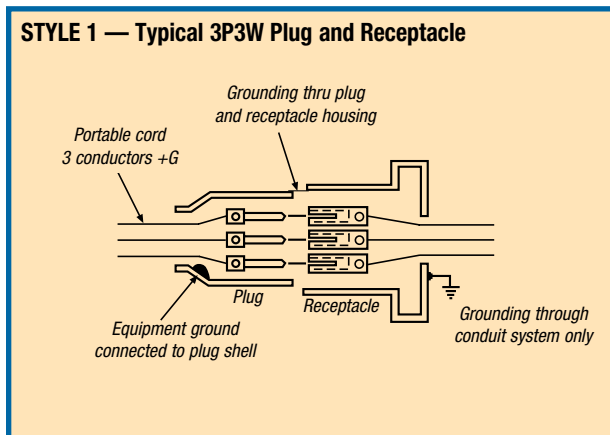 STYLE 1 — Typical 3P3W Plug and Receptacle
Grounding thru plug
and receptacle housing
Portable cord
3 conductors +G
Plug
Receptacle
Equipment ground
connected to plug shell
Grounding through
conduit system only